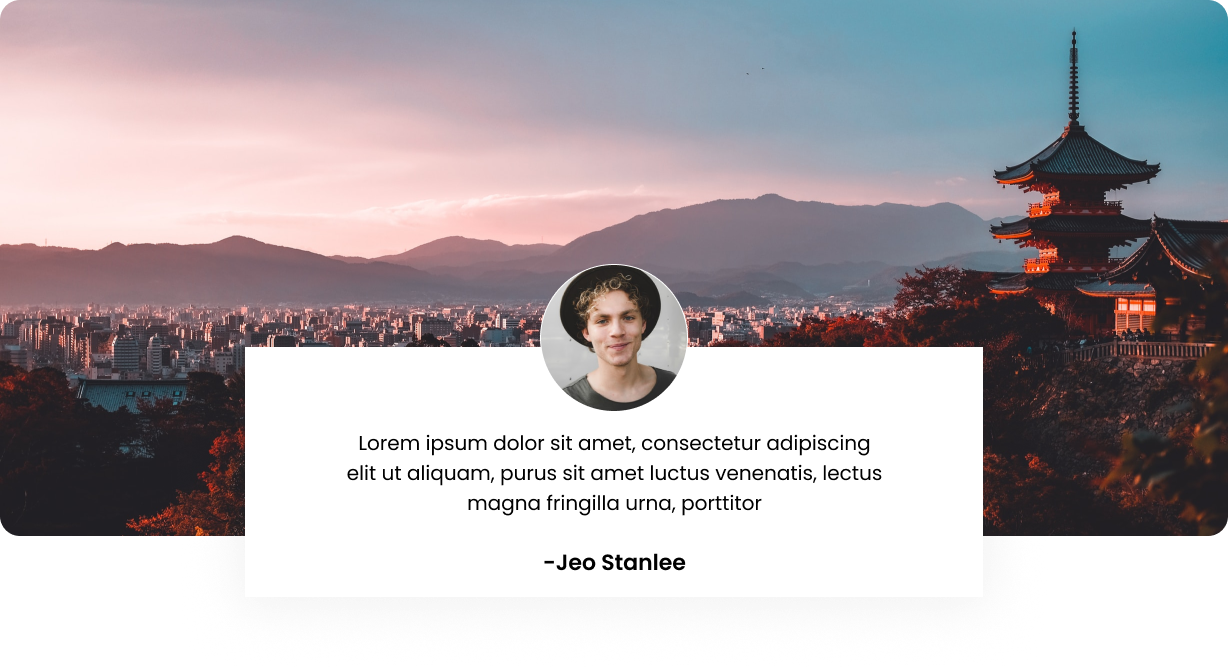 Lorem ipsum dolor sit amet, consectetur adipiscing
elit ut aliquam, purus sit amet luctus venenatis, lectus
magna fringilla urna, porttitor
-Jeo Stanlee